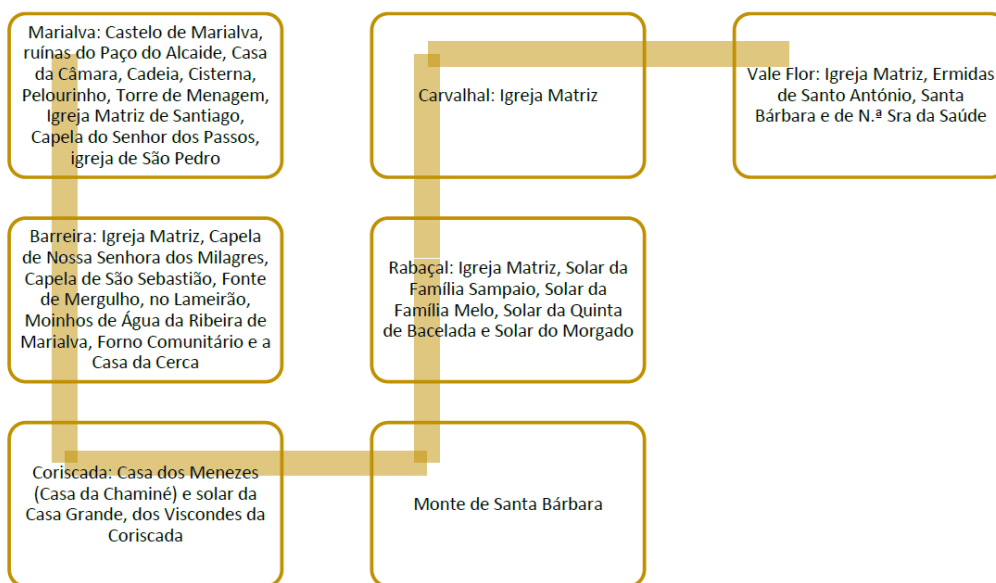 Marialva: Castelo de Marialva,
ruínas do Paço do Alcaide, Casa
da Câmara, Cadeia, Cisterna,
Pelourinho, Torre de Menagem,
Igreja Matriz de Santiago,
Capela do Senhor dos Passos,
igreja de São Pedro
Barreira: Igreja Matriz, Capela
de Nossa Senhora dos Milagres,
Capela de São Sebastião, Fonte
de Mergulho, no Lameirão,
Moinhos de Água da Ribeira de
Marialva, Forno Comunitário e a
Casa da Cerca
Coriscada: Casa dos Menezes
(Casa da Chaminé) e solar da
Casa Grande, dos Viscondes da
Coriscada
Monte de Santa Bárbara
Rabaçal: Igreja Matriz, Solar da
Família Sampaio, Solar da
Família Melo, Solar da Quinta
de Bacelada e Solar do Morgado
Carvalhal: Igreja Matriz
Vale Flor: Igreja Matriz, Ermidas
de Santo António, Santa
Bárbara e de N.ª Sra da Saúde